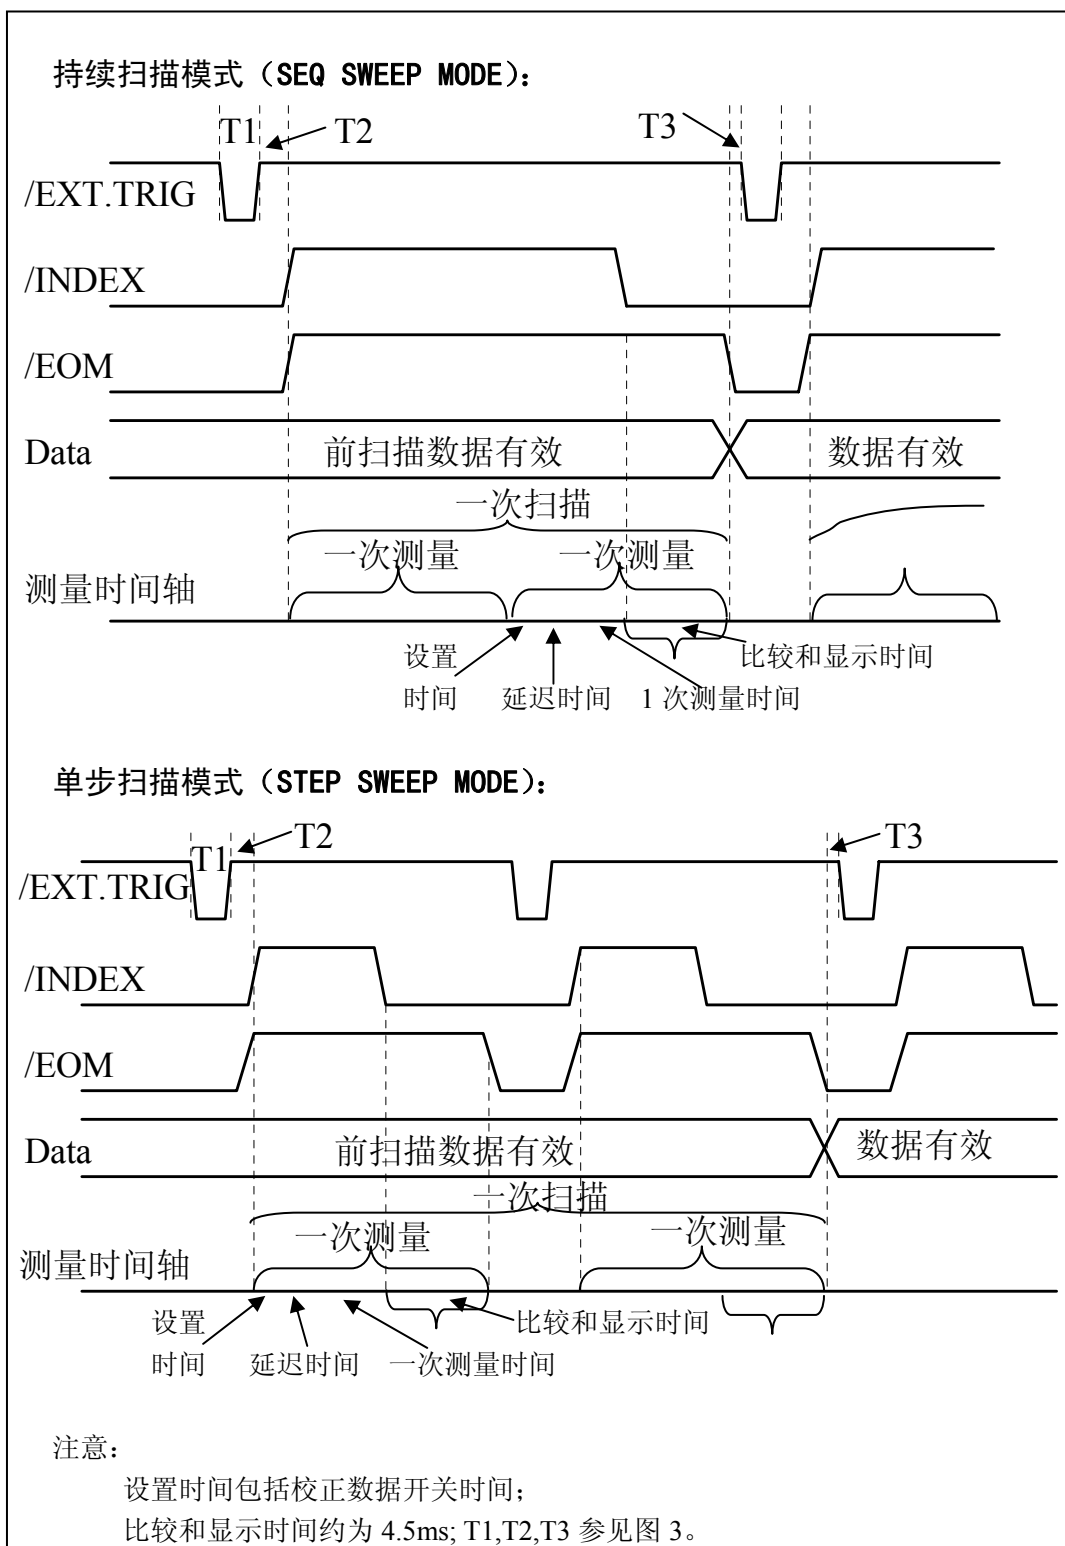 持续扫描模式（SEQ SWEEP MODE）：
T1 T2 T3
/EXT.TRIG
/INDEX
/EOM
Data 前扫描数据有效 数据有效
一次扫描
一次测量 一次测量
测量时间轴
设置 比较和显示时间
时间 延迟时间 1 次测量时间
单步扫描模式（STEP SWEEP MODE）：
T1 T2 T3
/EXT.TRIG
/INDEX
/EOM
Data 前扫描数据有效 数据有效
一次扫描
一次测量 一次测量
测量时间轴
设置 比较和显示时间
时间 延迟时间 一次测量时间
注意：
设置时间包括校正数据开关时间；
比较和显示时间约为 4.5ms; T1,T2,T3 参见图 3。